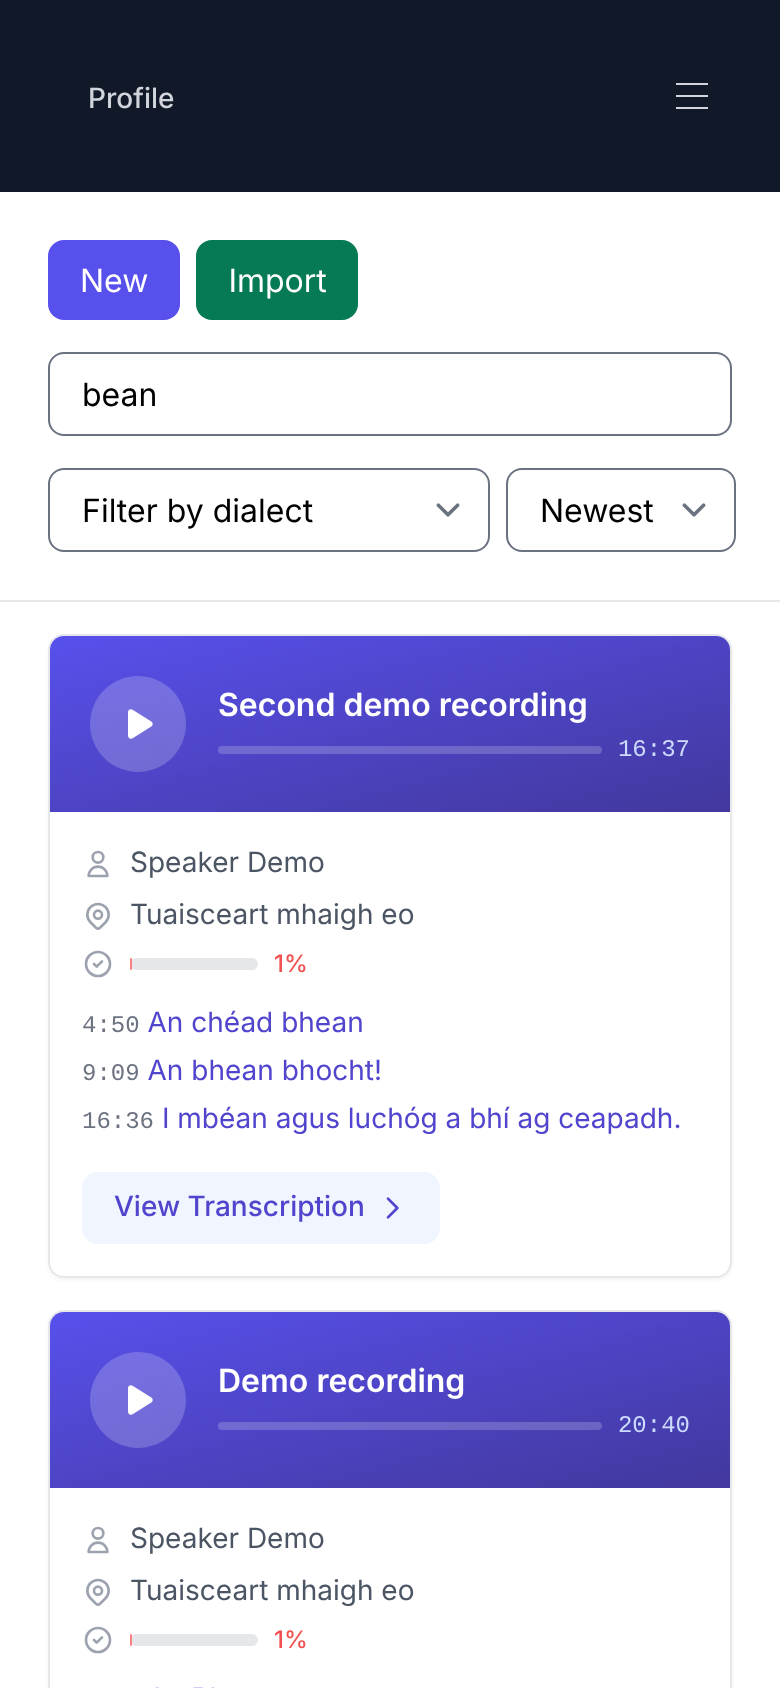 Profile
New Import
bean
Filter by dialect Newest
Second demo recording
16:37
Speaker Demo
Tuaisceart mhaigh eo
1%
4:50 An chéad bhean
9:09 An bhean bhocht!
16:36 I mbéan agus luchóg a bhí ag ceapadh.
View Transcription
Demo recording
20:40
Speaker Demo
Tuaisceart mhaigh eo
1%